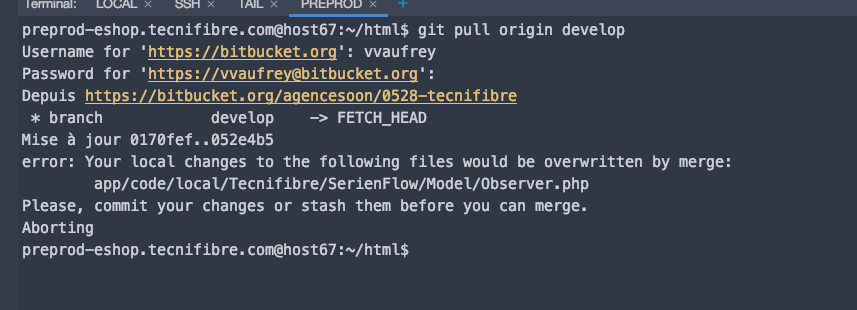 Terminal: LOCAL × SSH × TAIL × PREPROD × +
preprod-eshop.tecnifibre.com@host67:~/html$ git pull origin develop
Username for 'https://bitbucket.org': vvaufrey
Password for 'https://vvaufrey@bitbucket.org':
Depuis https://bitbucket.org/agencesoon/0528-tecnifibre
* branch develop -> FETCH_HEAD
Mise à jour 0170fef..052e4b5
error: Your local changes to the following files would be overwritten by merge:
app/code/local/Tecnifibre/SerienFlow/Model/Observer.php
Please, commit your changes or stash them before you can merge.
Aborting
preprod-eshop.tecnifibre.com@host67:~/html$